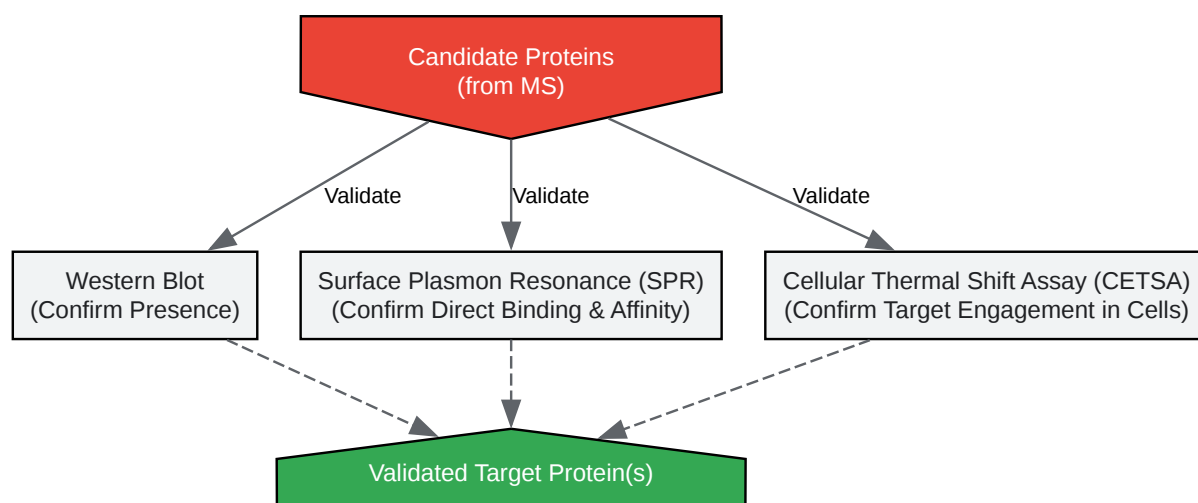 Candidate Proteins
(from MS)
Validate
Validate
Validate
Western Blot
(Confirm Presence)
Surface Plasmon Resonance (SPR)
(Confirm Direct Binding & Affinity)
Cellular Thermal Shift Assay (CETSA)
(Confirm Target Engagement in Cells)
Validated Target Protein(s)